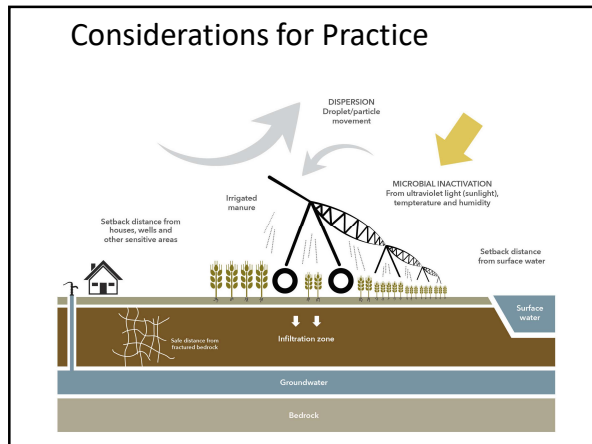 Considerations for Practice
DISPERSION
Droplet/particle
movement
MICROBIAL INACTIVATION
From ultraviolet light (sunlight),
tempterature and humidity
Irrigated
manure
Setback distance from
houses, wells and
other sensitive areas
Setback distance
from surface water
Surface
water
Safe distance from
fractured bedrock
Infiltration zone
Groundwater
Bedrock